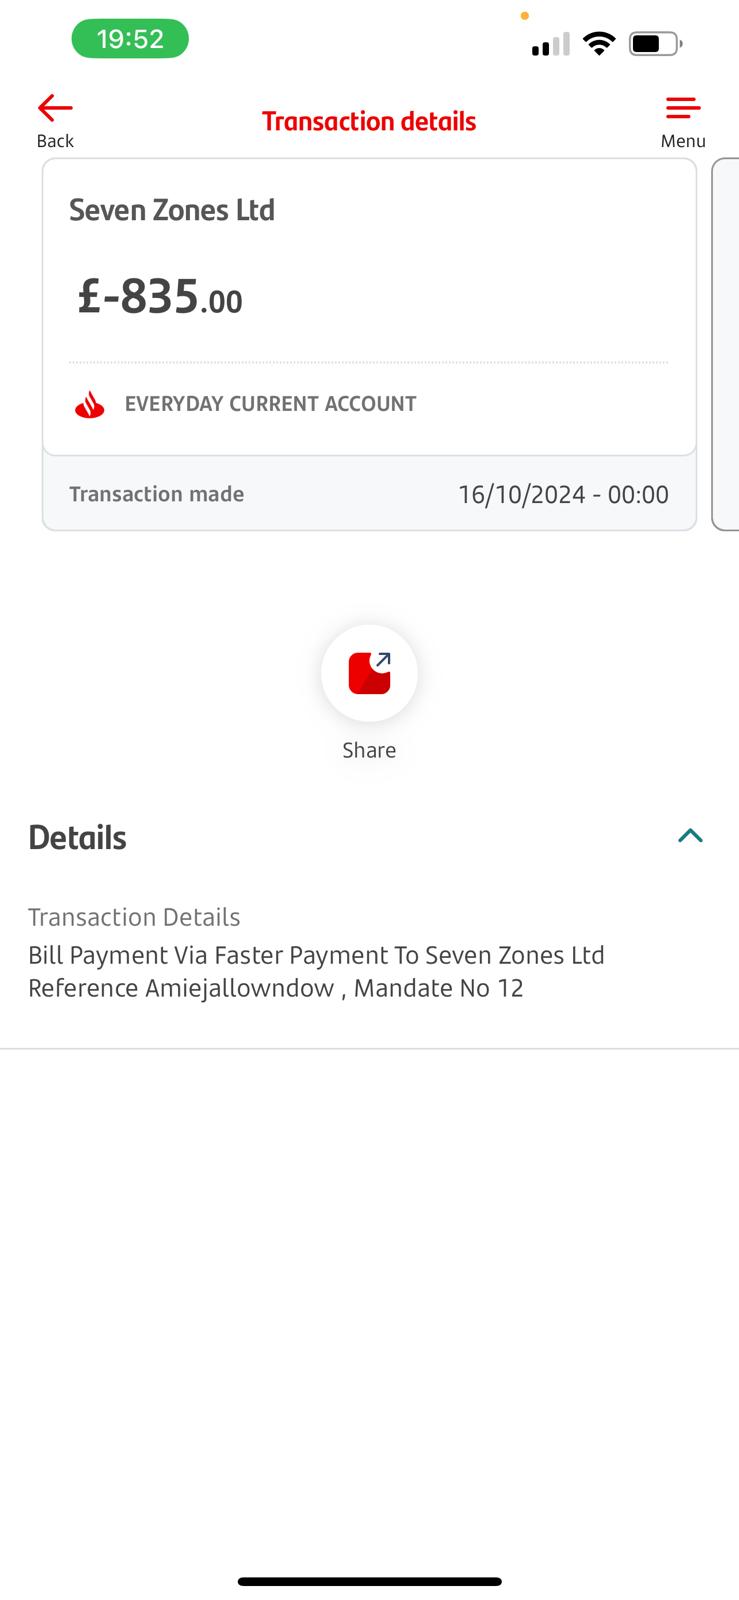 19:52
Back
Transaction details
Menu
Seven Zones Ltd
£-835.00
EVERYDAY CURRENT ACCOUNT
Transaction made 16/10/2024 - 00:00
Share
Details
Transaction Details
Bill Payment Via Faster Payment To Seven Zones Ltd
Reference Amiejallowndow , Mandate No 12